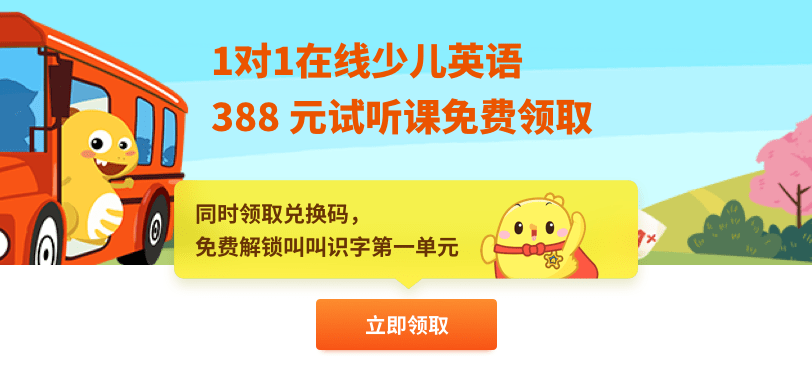 1对1在线少儿英语
388 元试听课免费领取
同时领取兑换码，
免费解锁叫叫识字第一单元
立即领取